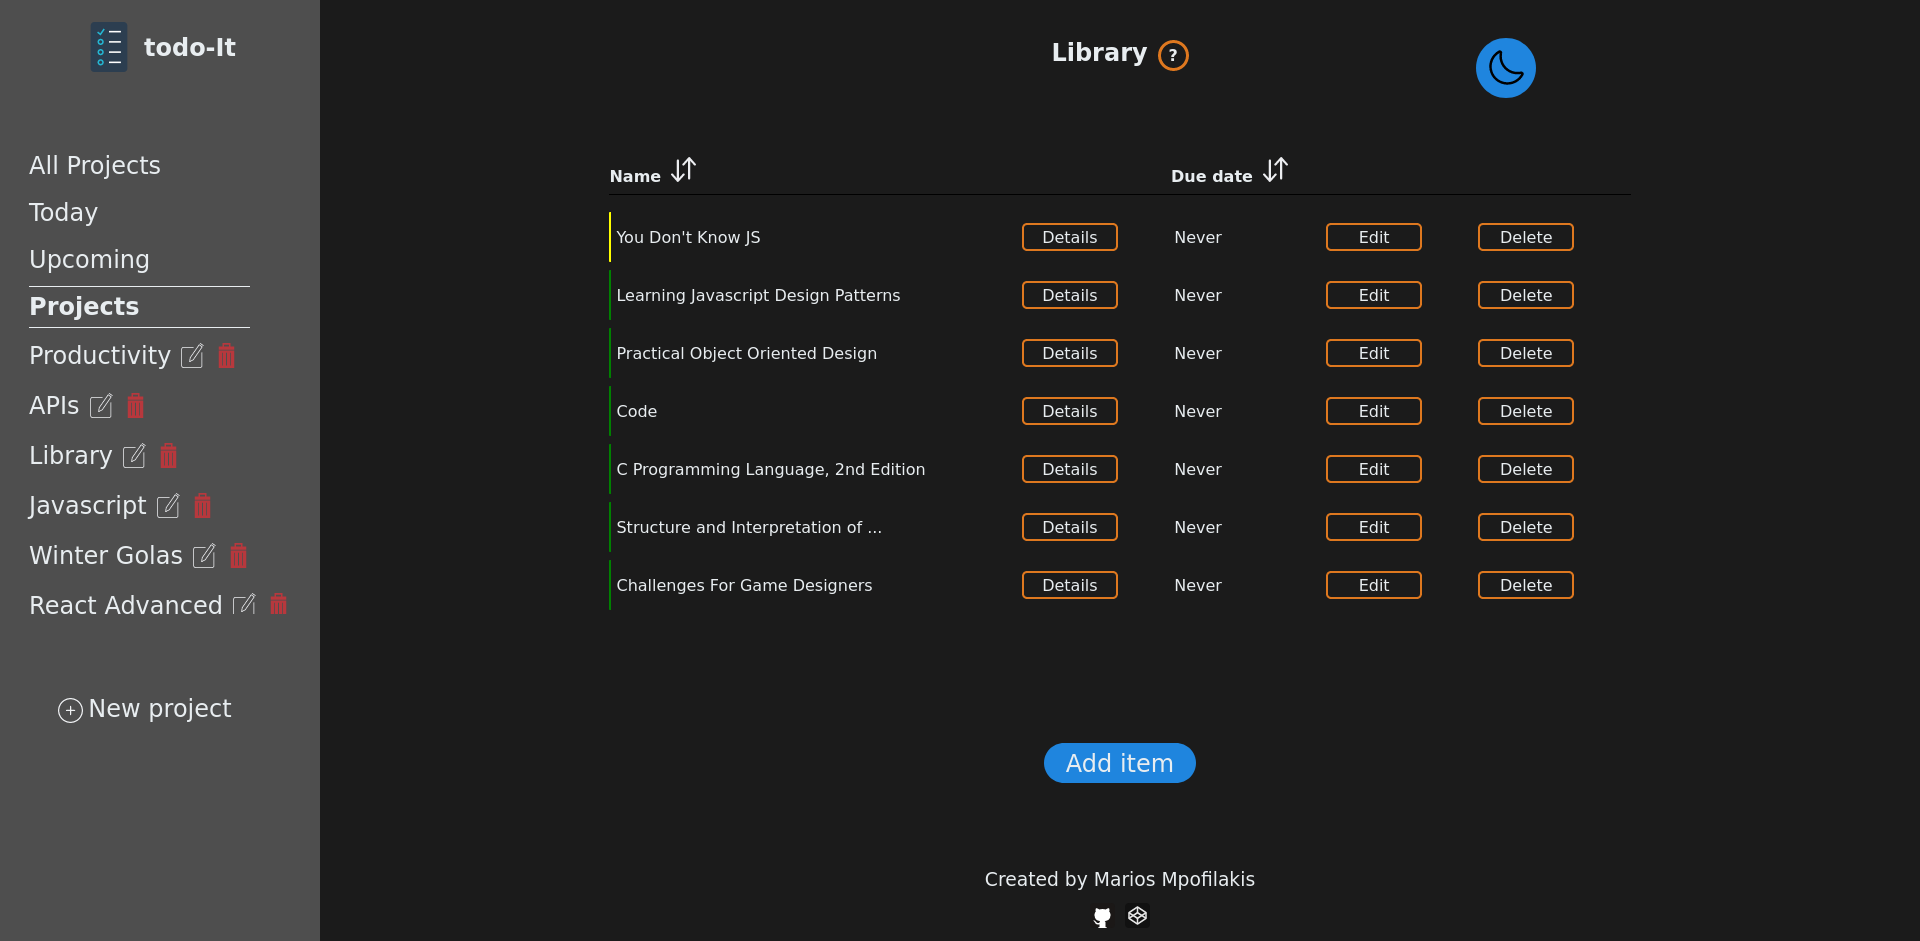 todo-It
All Projects
Today
Upcoming
Projects
Productivity
APIs
Library
Javascript
Winter Golas
React Advanced
New project
Library ?
Name Due date
You Don't Know JS Details Never Edit Delete
Learning Javascript Design Patterns Details Never Edit Delete
Practical Object Oriented Design Details Never Edit Delete
Code Details Never Edit Delete
C Programming Language, 2nd Edition Details Never Edit Delete
Structure and Interpretation of ... Details Never Edit Delete
Challenges For Game Designers Details Never Edit Delete
Add item
Created by Marios Mpofilakis